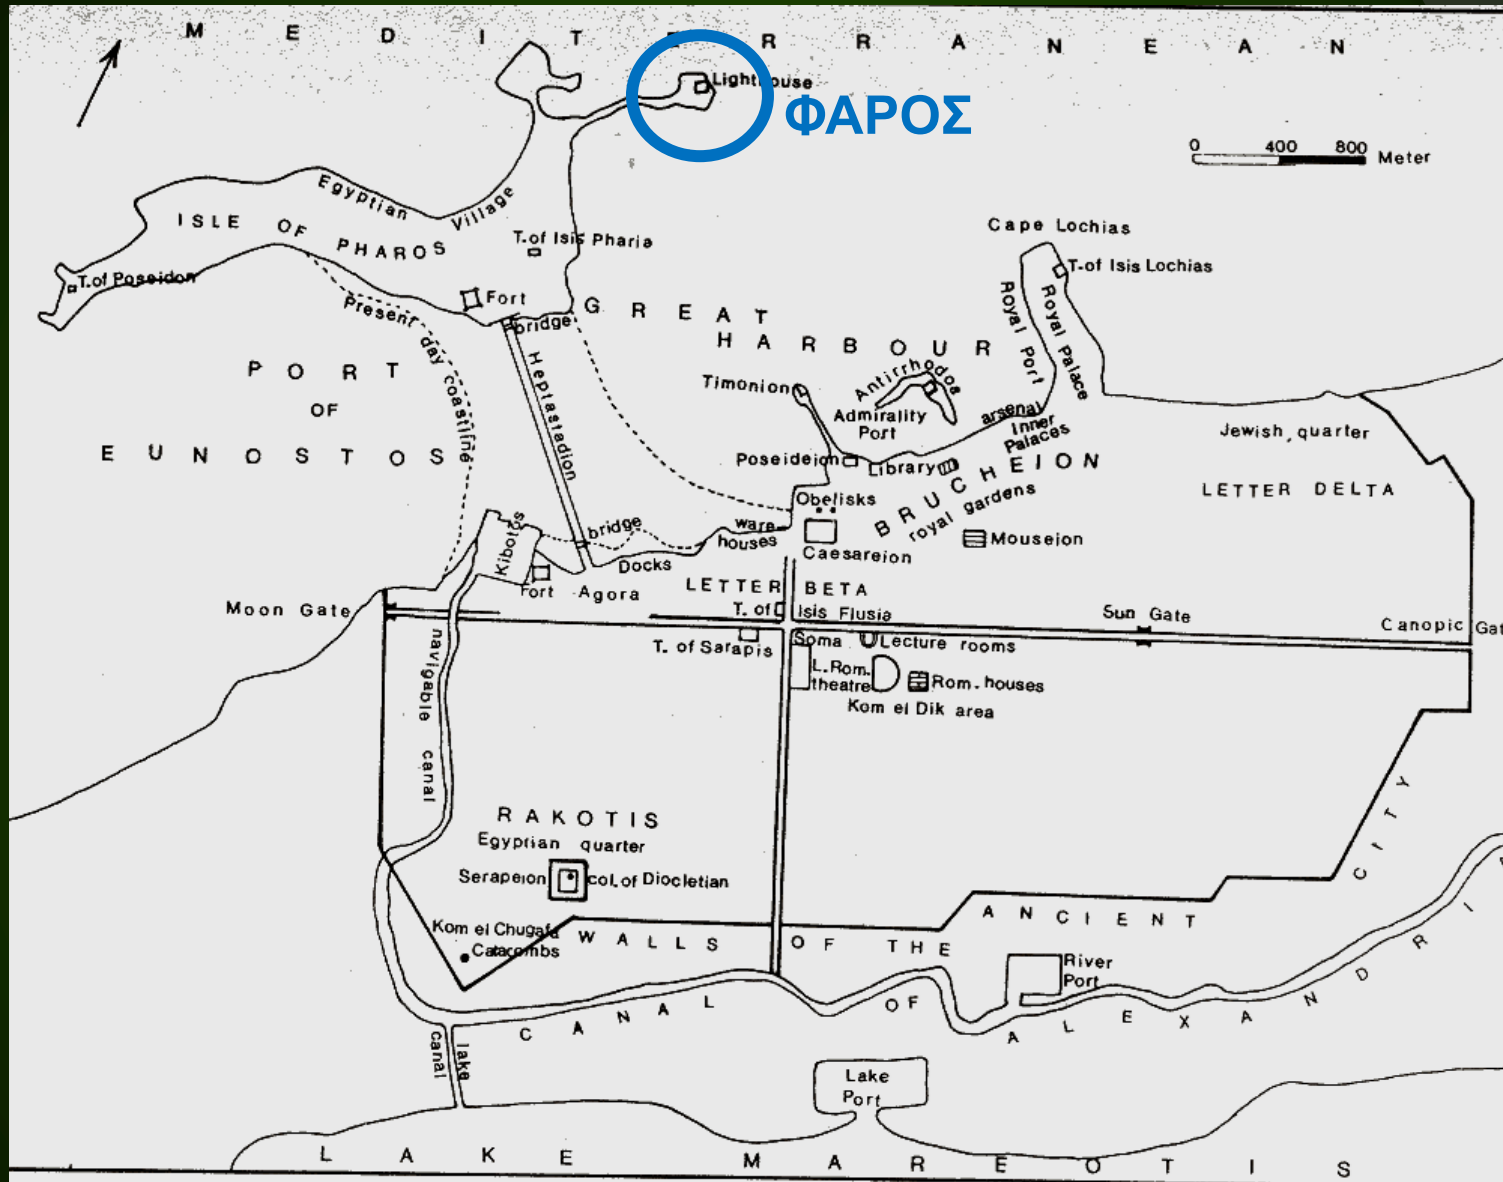 MEDITERRANEAN
Lighthouse
ΦΑΡΟΣ
0 400 800 Meter
Egyptian Village
ISLE OF PHAROS
T. of Isis Pharia
T. of Poseidon
Fort
bridge
Present day coastline
Heptastadion
Cape Lochias
T. of Isis Lochias
Royal Port
Royal Palace
GREAT
HARBOUR
PORT
OF
EUNOSTOS
Timonion
Antirrhodos
Admirality
Port
arsenal
Inner
Palaces
Jewish quarter
LETTER DELTA
Poseideion
Library
BRUCHEION
royal gardens
Obelisks
Caesareion
Mouseion
Kibotos
bridge
ware
houses
Docks
Fort
Agora
LETTER BETA
Moon Gate
T. of Isis Flusia
Sun Gate
Canopic Gat
T. of Sarapis
Soma
Lecture rooms
L. Rom.
theatre
Rom. houses
Kom el Dik area
navigable canal
RAKOTIS
Egyptian quarter
Serapeion
col. of Diocletian
Kom el Chugafa
Catacombs
WALLS OF THE ANCIENT CITY
River
Port
CANAL OF ALEXANDRIA
lake
canal
Lake
Port
LAKE MAREOTIS